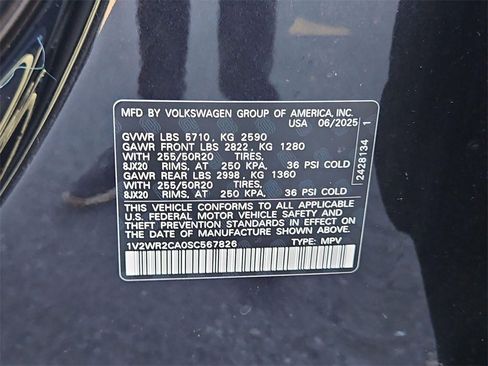 MFD BY VOLKSWAGEN GROUP OF AMERICA, INC.
USA 06/2025
GVWR LBS 5710, KG 2590
GAWR FRONT LBS 2822, KG 1280
WITH 255/50R20 TIRES,
8JX20 RIMS, AT 250 KPA, 36 PSI COLD
GAWR REAR LBS 2998, KG 1360
WITH 255/50R20 TIRES,
8JX20 RIMS, AT 250 KPA, 36 PSI COLD
THIS VEHICLE CONFORMS TO ALL APPLICABLE
U.S. FEDERAL MOTOR VEHICLE SAFETY AND
THEFT PREVENTION STANDARDS IN EFFECT ON
THE DATE OF MANUFACTURE SHOWN ABOVE.
1V2WR2CA0SC567826 TYPE: MPV
2428134 1